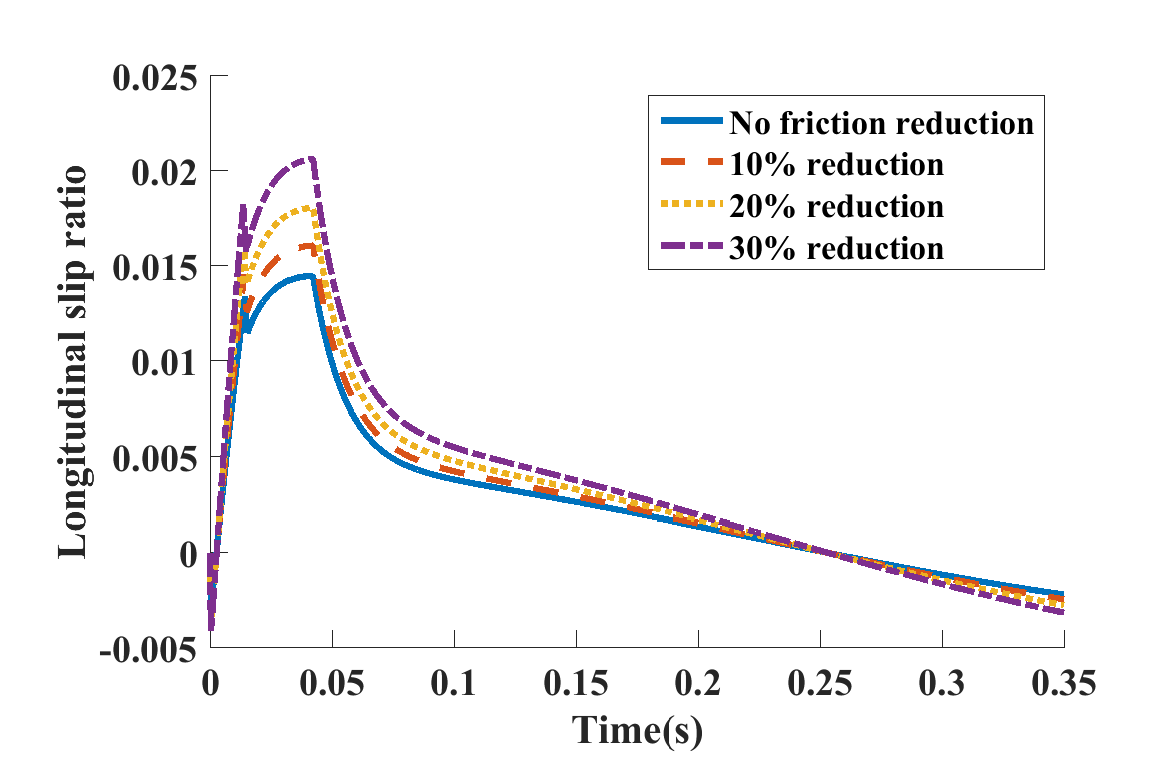 0.025
0.02
0.015
0.01
0.005
0
-0.005
Longitudinal slip ratio
No friction reduction
10% reduction
20% reduction
30% reduction
0 0.05 0.1 0.15 0.2 0.25 0.3 0.35
Time(s)